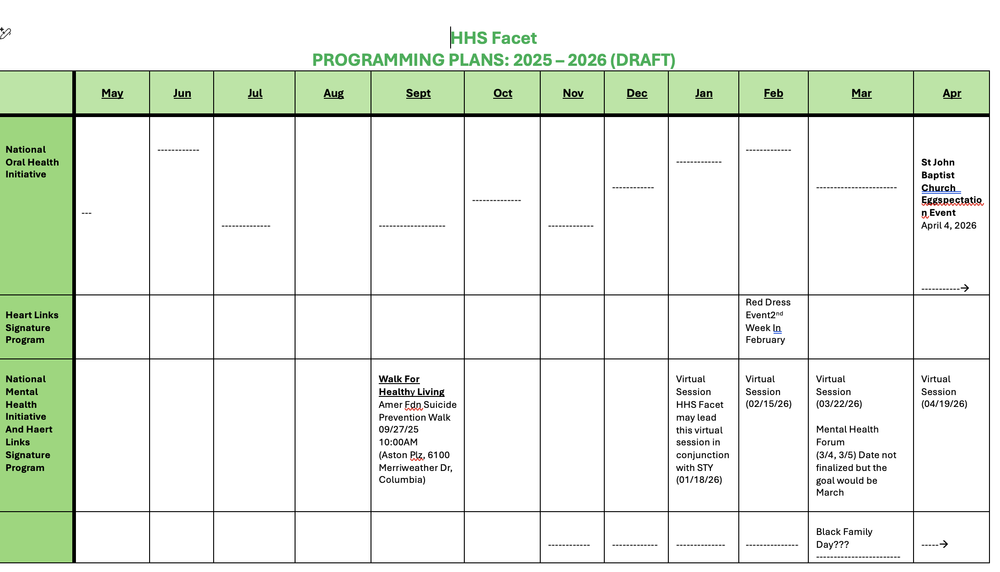 HHS Facet
PROGRAMMING PLANS: 2025 – 2026 (DRAFT)
May Jun Jul Aug Sept Oct Nov Dec Jan Feb Mar Apr
National
Oral Health
Initiative
---
------------
--------------
-------------------
--------------
-------------
------------
-------------
-------------
-----------------------
St John
Baptist
Church
Eggspectatio
n Event
April 4, 2026
-----------→
Heart Links
Signature
Program
Red Dress
Event2nd
Week In
February
National
Mental
Health
Initiative
And Haert
Links
Signature
Program
Walk For
Healthy Living
Amer Fdn Suicide
Prevention Walk
09/27/25
10:00AM
(Aston Plz, 6100
Merriweather Dr,
Columbia)
Virtual
Session
HHS Facet
may lead
this virtual
session in
conjunction
with STY
(01/18/26)
Virtual
Session
(02/15/26)
Virtual
Session
(03/22/26)
Mental Health
Forum
(3/4, 3/5) Date not
finalized but the
goal would be
March
Virtual
Session
(04/19/26)
------------
-------------
--------------
---------------
Black Family
Day???
------------------------
-----→